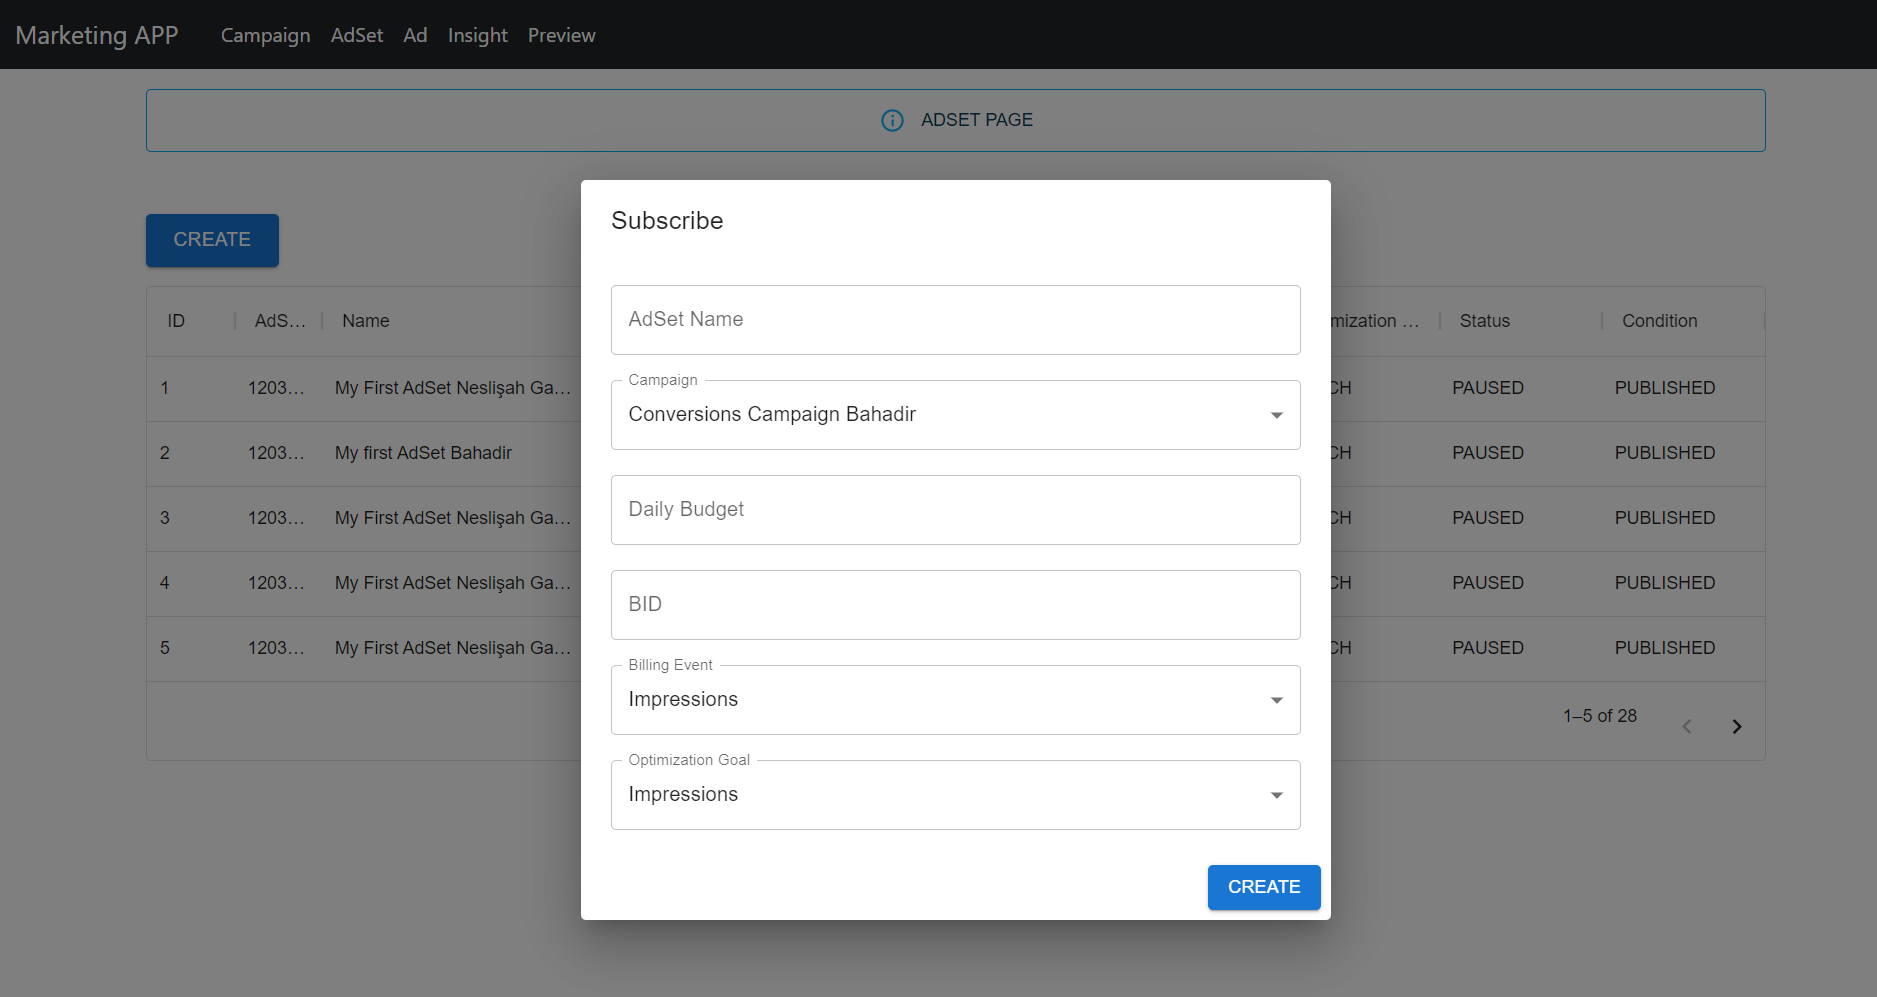 Marketing APP Campaign AdSet Ad Insight Preview
ADSET PAGE
CREATE
ID AdS... Name mization ... Status Condition
1 1203... My First AdSet Neslişah Ga... CH PAUSED PUBLISHED
2 1203... My first AdSet Bahadir CH PAUSED PUBLISHED
3 1203... My First AdSet Neslişah Ga... CH PAUSED PUBLISHED
4 1203... My First AdSet Neslişah Ga... CH PAUSED PUBLISHED
5 1203... My First AdSet Neslişah Ga... CH PAUSED PUBLISHED
1–5 of 28
Subscribe
AdSet Name
Campaign
Conversions Campaign Bahadir
Daily Budget
BID
Billing Event
Impressions
Optimization Goal
Impressions
CREATE